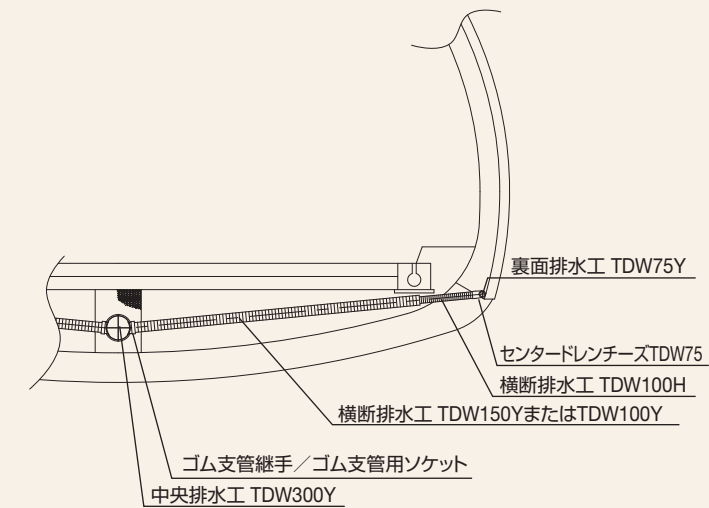 裏面排水工 TDW75Y
センタードレンチーズTDW75
横断排水工 TDW100H
横断排水工 TDW150YまたはTDW100Y
ゴム支管継手／ゴム支管用ソケット
中央排水工 TDW300Y